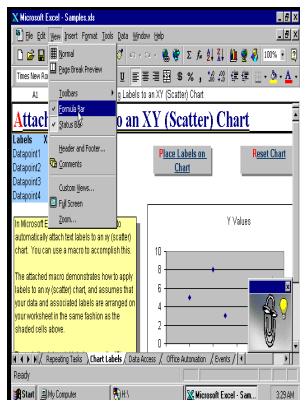 Microsoft Excel - Samples.xls
File Edit View Insert Format Tools Data Window Help
100%
Times New Ro
Normal
Page Break Preview
Toolbars
Formula Bar
Status Bar
Header and Footer...
Comments
Custom Views...
Full Screen
Zoom...
A1
g Labels to an XY (Scatter) Chart
Attach to an XY (Scatter) Chart
Labels X
Datapoint1
Datapoint2
Datapoint3
Datapoint4
Place Labels on
Chart
Reset Chart
In Microsoft E to
automatically attach text labels to an xy (scatter)
chart. You can use a macro to accomplish this.
The attached macro demonstrates how to apply
labels to an xy (scatter) chart, and assumes that
your data and associated labels are arranged on
your worksheet in the same fashion as the
shaded cells above.
Y Values
10
8
6
4
2
Repeating Tasks Chart Labels Data Access Office Automation Events
Ready
Start My Computer H:\ Microsoft Excel - Sam... 3:29AM